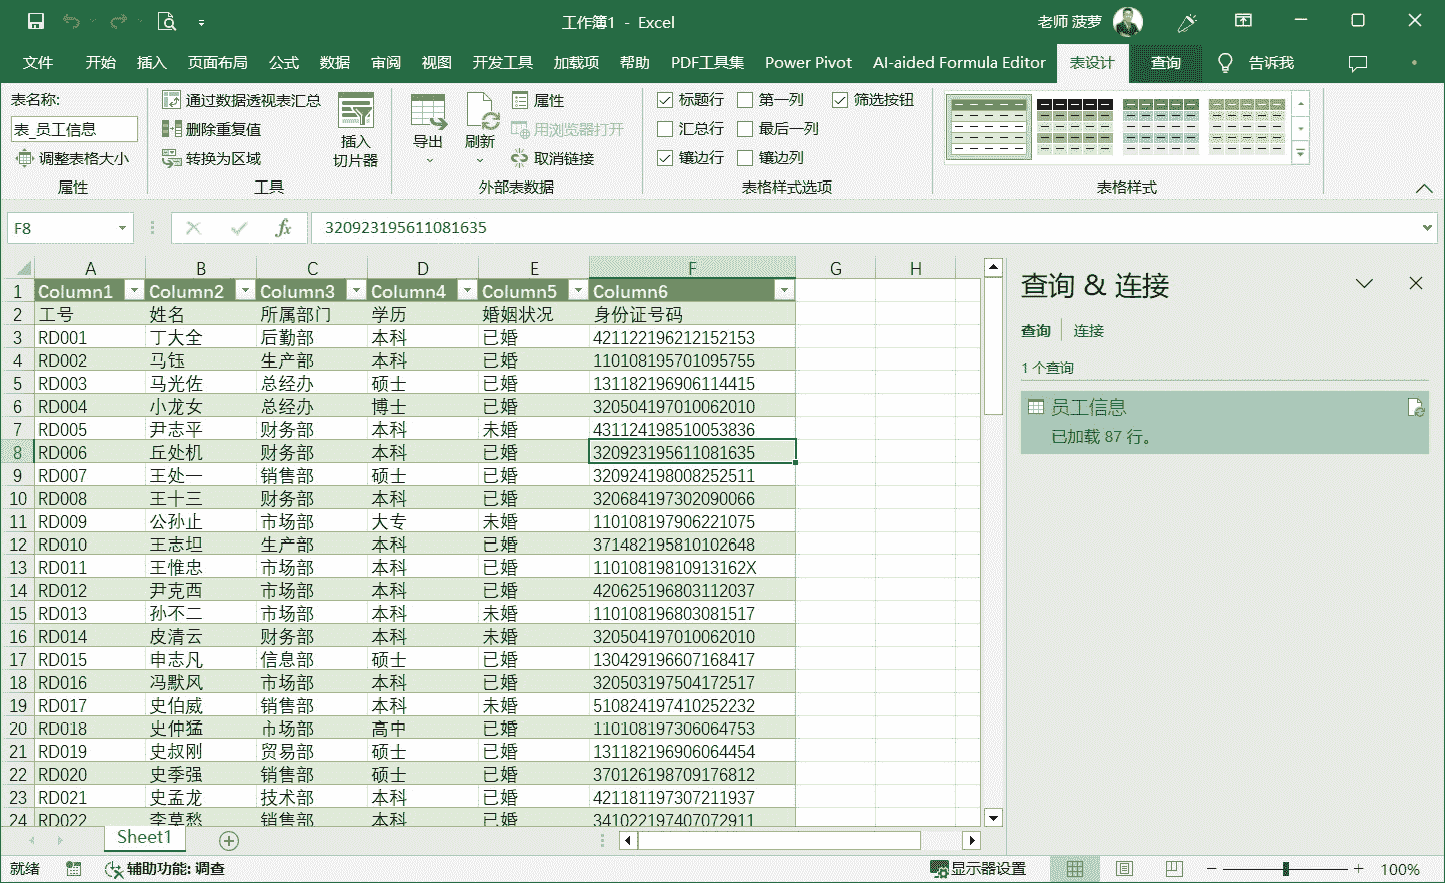 工作簿1 - Excel
老师 菠萝
文件 开始 插入 页面布局 公式 数据 审阅 视图 开发工具 加载项 帮助 PDF工具集 Power Pivot AI-aided Formula Editor 表设计 查询 告诉我
表名称:
表_员工信息
调整表格大小
属性
通过数据透视表汇总
删除重复值
转换为区域
插入
切片器
工具
导出
刷新
属性
用浏览器打开
取消链接
外部表数据
标题行 第一列 筛选按钮
汇总行 最后一列
镶边行 镶边列
表格样式选项
表格样式
F8
fx
320923195611081635
A B C D E F G H
1 Column1 Column2 Column3 Column4 Column5 Column6
2 工号 姓名 所属部门 学历 婚姻状况 身份证号码
3 RD001 丁大全 后勤部 本科 已婚 421122196212152153
4 RD002 马钰 生产部 本科 已婚 110108195701095755
5 RD003 马光佐 总经办 硕士 已婚 131182196906114415
6 RD004 小龙女 总经办 博士 已婚 320504197010062010
7 RD005 尹志平 财务部 本科 未婚 431124198510053836
8 RD006 丘处机 财务部 本科 已婚 320923195611081635
9 RD007 王处一 销售部 硕士 已婚 320924198008252511
10 RD008 王十三 财务部 本科 已婚 320684197302090066
11 RD009 公孙止 市场部 大专 未婚 110108197906221075
12 RD010 王志坦 生产部 本科 已婚 371482195810102648
13 RD011 王惟忠 市场部 本科 已婚 11010819810913162X
14 RD012 尹克西 市场部 本科 已婚 420625196803112037
15 RD013 孙不二 市场部 本科 未婚 110108196803081517
16 RD014 皮清云 财务部 本科 未婚 320504197010062010
17 RD015 申志凡 信息部 硕士 已婚 130429196607168417
18 RD016 冯默风 市场部 本科 已婚 320503197504172517
19 RD017 史伯威 销售部 本科 未婚 510824197410252232
20 RD018 史仲猛 市场部 高中 已婚 110108197306064753
21 RD019 史叔刚 贸易部 硕士 已婚 131182196906064454
22 RD020 史季强 销售部 硕士 已婚 370126198709176812
23 RD021 史孟龙 技术部 本科 已婚 421181197307211937
24 RD022 李莫愁 销售部 本科 已婚 341022197407072911
查询 & 连接
查询 连接
1 个查询
员工信息
已加载 87 行。
Sheet1
就绪
辅助功能: 调查
显示器设置
100%